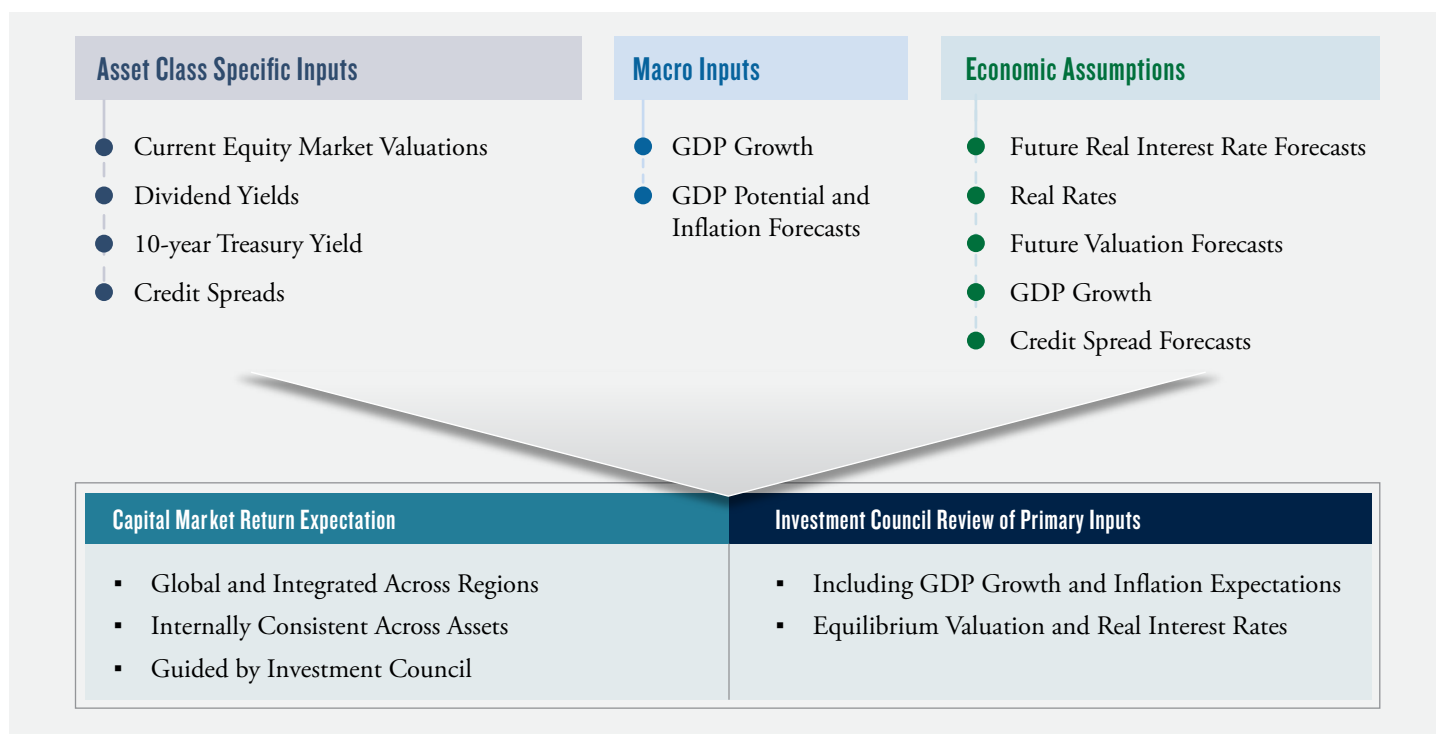 Asset Class Specific Inputs
Current Equity Market Valuations
Dividend Yields
10-year Treasury Yield
Credit Spreads
Macro Inputs
GDP Growth
GDP Potential and
Inflation Forecasts
Economic Assumptions
Future Real Interest Rate Forecasts
Real Rates
Future Valuation Forecasts
GDP Growth
Credit Spread Forecasts
Capital Market Return Expectation
▪ Global and Integrated Across Regions
▪ Internally Consistent Across Assets
▪ Guided by Investment Council
Investment Council Review of Primary Inputs
▪ Including GDP Growth and Inflation Expectations
▪ Equilibrium Valuation and Real Interest Rates